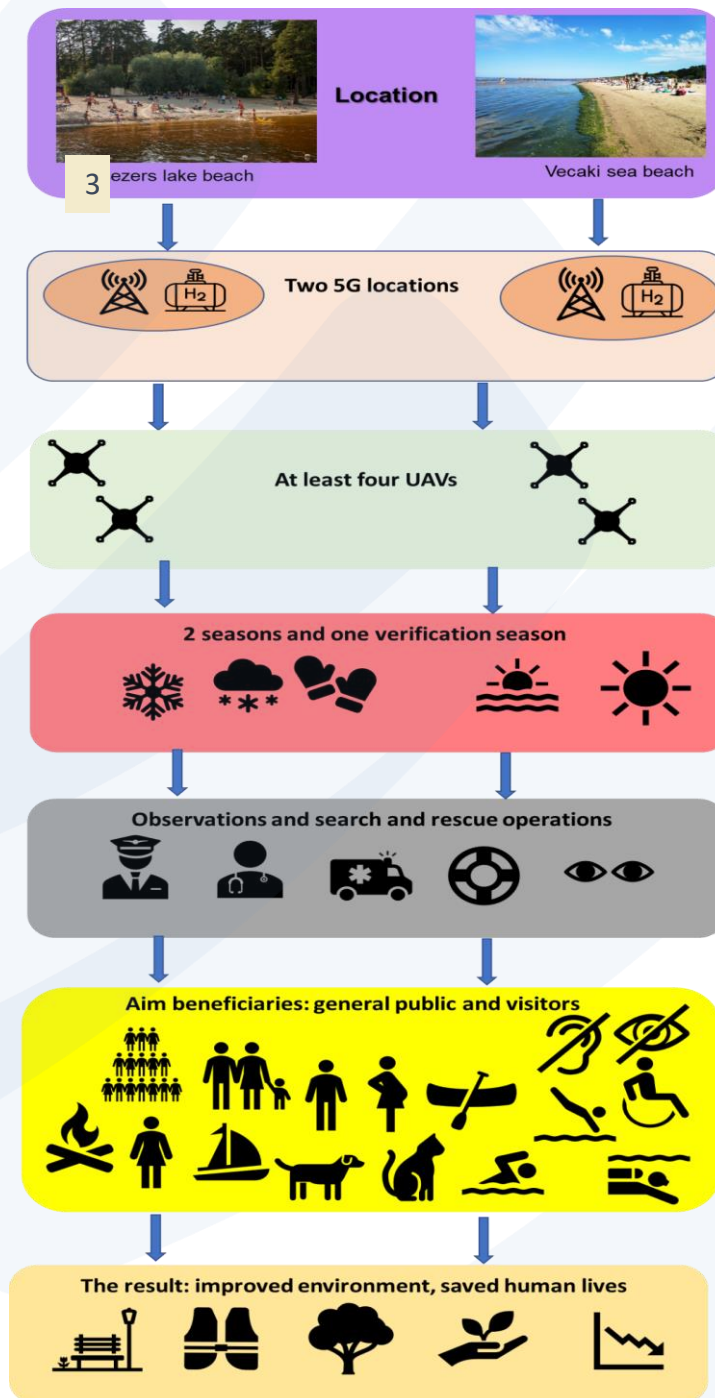 Location
3
ezers lake beach
Vecaki sea beach
Two 5G locations
H2
H2
At least four UAVs
2 seasons and one verification season
Observations and search and rescue operations
Aim beneficiaries: general public and visitors
The result: improved environment, saved human lives